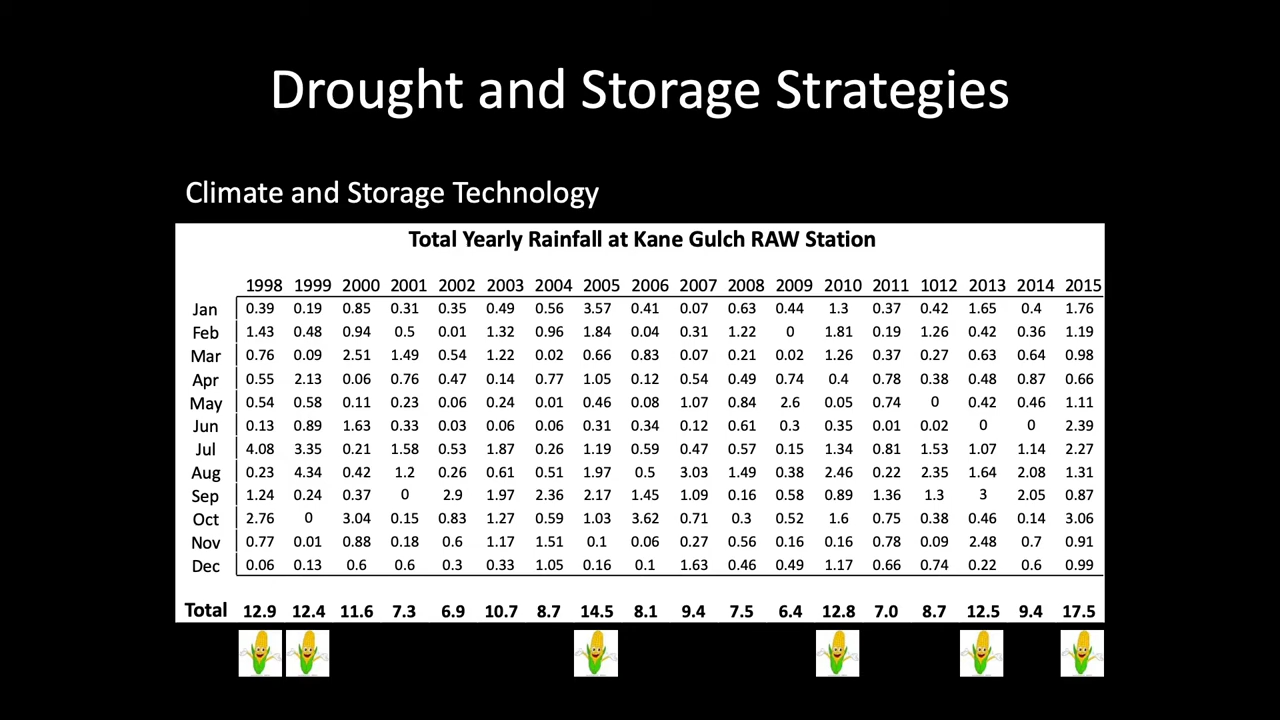 Drought and Storage Strategies
Climate and Storage Technology
Total Yearly Rainfall at Kane Gulch RAW Station
1998 1999 2000 2001 2002 2003 2004 2005 2006 2007 2008 2009 2010 2011 1012 2013 2014 2015
Jan 0.39 0.19 0.85 0.31 0.35 0.49 0.56 3.57 0.41 0.07 0.63 0.44 1.3 0.37 0.42 1.65 0.4 1.76
Feb 1.43 0.48 0.94 0.5 0.01 1.32 0.96 1.84 0.04 0.31 1.22 0 1.81 0.19 1.26 0.42 0.36 1.19
Mar 0.76 0.09 2.51 1.49 0.54 1.22 0.02 0.66 0.83 0.07 0.21 0.02 1.26 0.37 0.27 0.63 0.64 0.98
Apr 0.55 2.13 0.06 0.76 0.47 0.14 0.77 1.05 0.12 0.54 0.49 0.74 0.4 0.78 0.38 0.48 0.87 0.66
May 0.54 0.58 0.11 0.23 0.06 0.24 0.01 0.46 0.08 1.07 0.84 2.6 0.05 0.74 0 0.42 0.46 1.11
Jun 0.13 0.89 1.63 0.33 0.03 0.06 0.06 0.31 0.34 0.12 0.61 0.3 0.35 0.01 0.02 0 0 2.39
Jul 4.08 3.35 0.21 1.58 0.53 1.87 0.26 1.19 0.59 0.47 0.57 0.15 1.34 0.81 1.53 1.07 1.14 2.27
Aug 0.23 4.34 0.42 1.2 0.26 0.61 0.51 1.97 0.5 3.03 1.49 0.38 2.46 0.22 2.35 1.64 2.08 1.31
Sep 1.24 0.24 0.37 0 2.9 1.97 2.36 2.17 1.45 1.09 0.16 0.58 0.89 1.36 1.3 3 2.05 0.87
Oct 2.76 0 3.04 0.15 0.83 1.27 0.59 1.03 3.62 0.71 0.3 0.52 1.6 0.75 0.38 0.46 0.14 3.06
Nov 0.77 0.01 0.88 0.18 0.6 1.17 1.51 0.1 0.06 0.27 0.56 0.16 0.16 0.78 0.09 2.48 0.7 0.91
Dec 0.06 0.13 0.6 0.6 0.3 0.33 1.05 0.16 0.1 1.63 0.46 0.49 1.17 0.66 0.74 0.22 0.6 0.99
Total 12.9 12.4 11.6 7.3 6.9 10.7 8.7 14.5 8.1 9.4 7.5 6.4 12.8 7.0 8.7 12.5 9.4 17.5